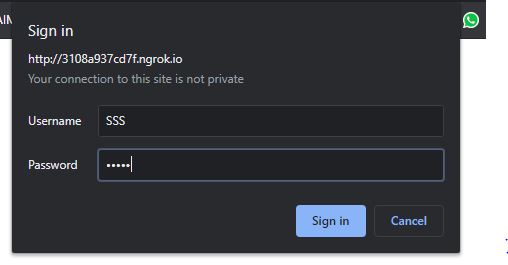 Sign in
http://3108a937cd7f.ngrok.io
Your connection to this site is not private
Username SSS
Password •••••
Sign in Cancel